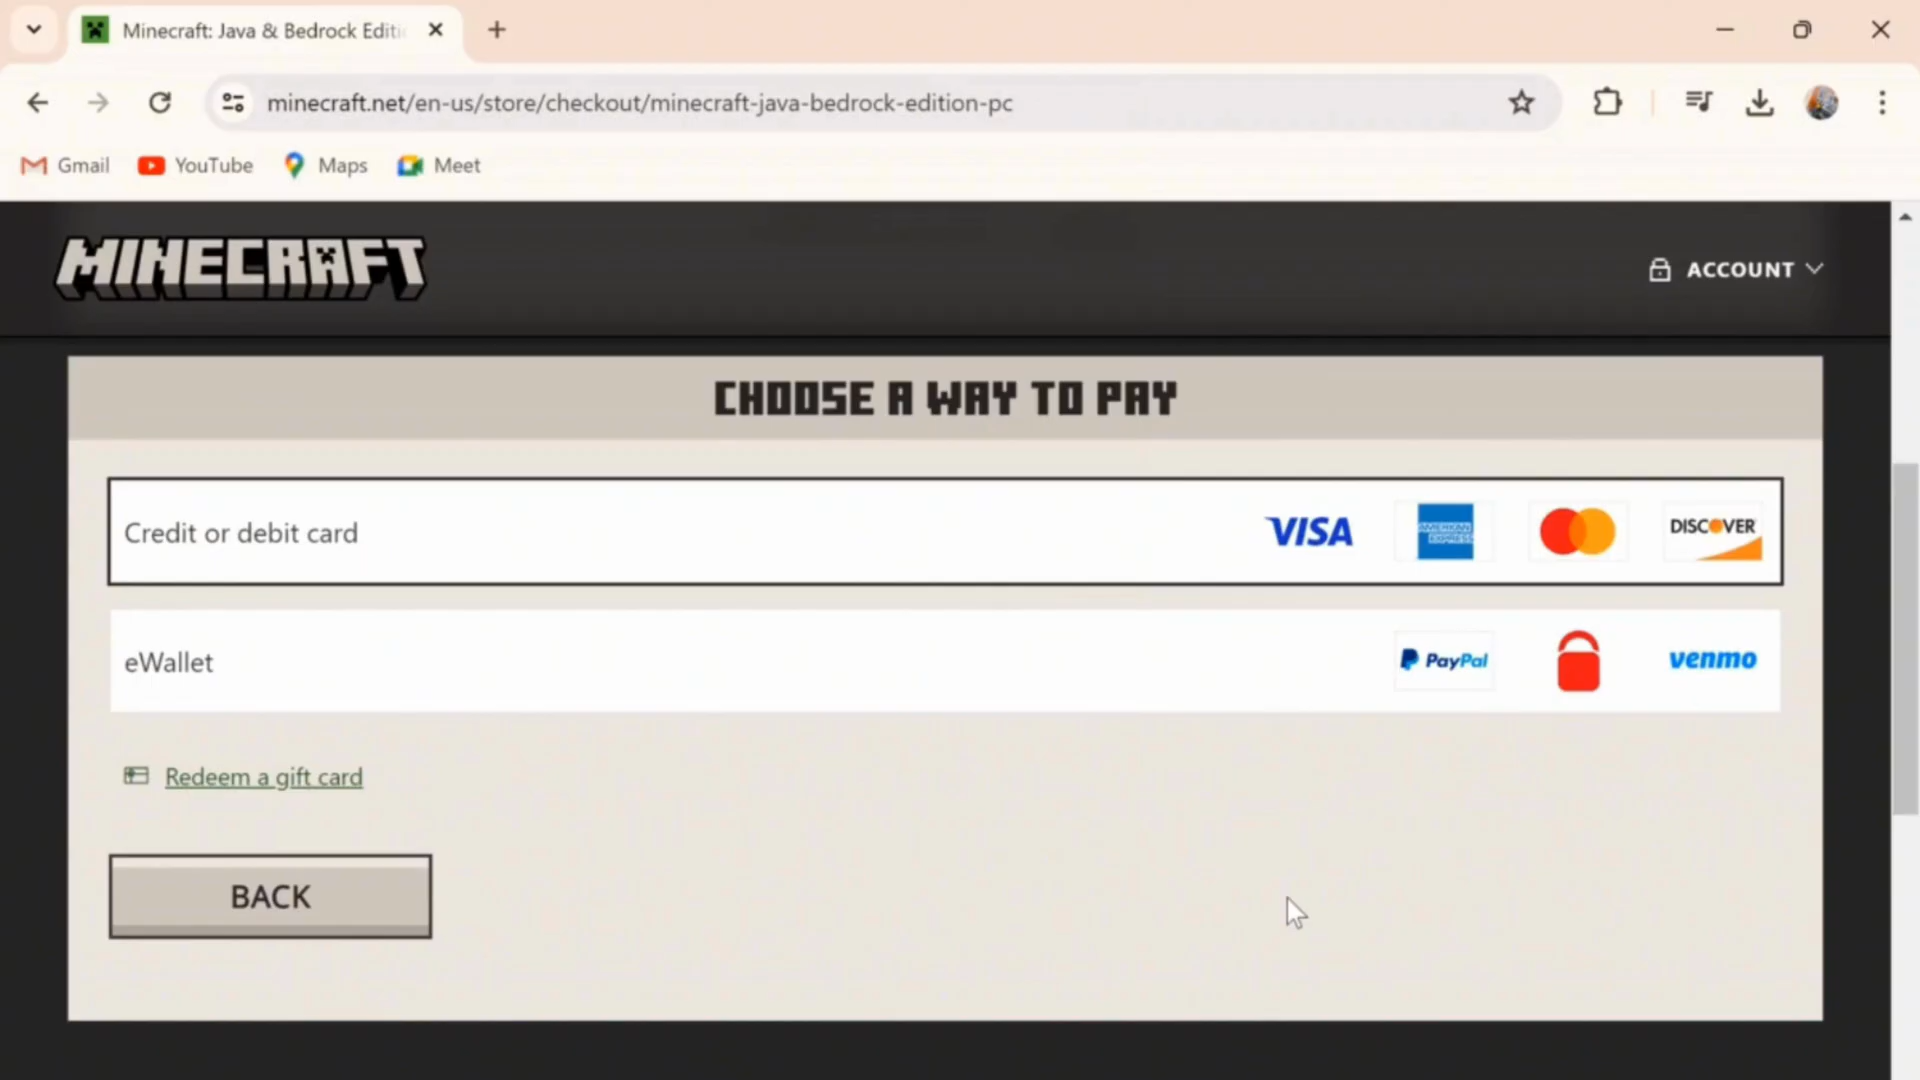 Minecraft: Java & Bedrock Editi
minecraft.net/en-us/store/checkout/minecraft-java-bedrock-edition-pc
Gmail YouTube Maps Meet
MINECRAFT
ACCOUNT
CHOOSE A WAY TO PAY
Credit or debit card VISA AMERICAN EXPRESS DISCOVER
eWallet PayPal venmo
Redeem a gift card
BACK